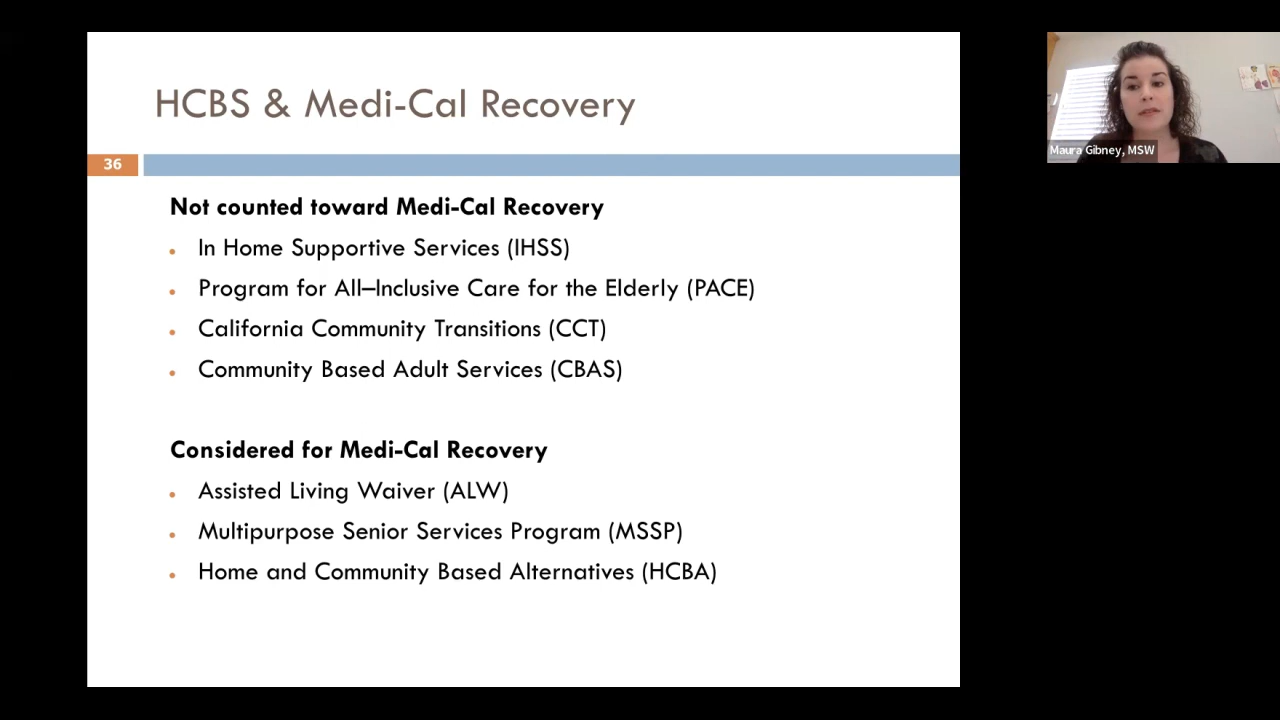 HCBS & Medi-Cal Recovery
36
Not counted toward Medi-Cal Recovery
• In Home Supportive Services (IHSS)
• Program for All–Inclusive Care for the Elderly (PACE)
• California Community Transitions (CCT)
• Community Based Adult Services (CBAS)
Considered for Medi-Cal Recovery
• Assisted Living Waiver (ALW)
• Multipurpose Senior Services Program (MSSP)
• Home and Community Based Alternatives (HCBA)
Maura Gibney, MSW